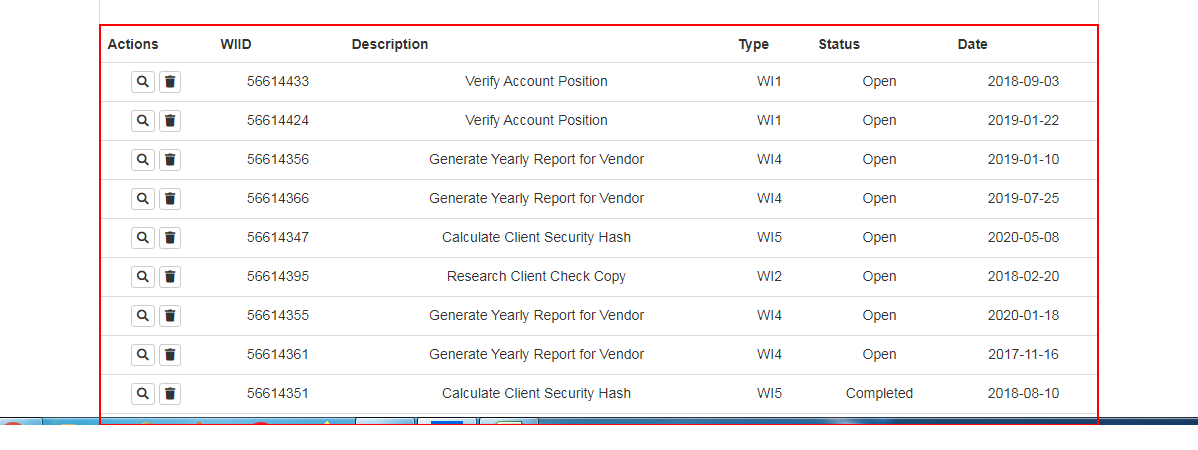 Actions WIID Description Type Status Date
56614433 Verify Account Position WI1 Open 2018-09-03
56614424 Verify Account Position WI1 Open 2019-01-22
56614356 Generate Yearly Report for Vendor WI4 Open 2019-01-10
56614366 Generate Yearly Report for Vendor WI4 Open 2019-07-25
56614347 Calculate Client Security Hash WI5 Open 2020-05-08
56614395 Research Client Check Copy WI2 Open 2018-02-20
56614355 Generate Yearly Report for Vendor WI4 Open 2020-01-18
56614361 Generate Yearly Report for Vendor WI4 Open 2017-11-16
56614351 Calculate Client Security Hash WI5 Completed 2018-08-10